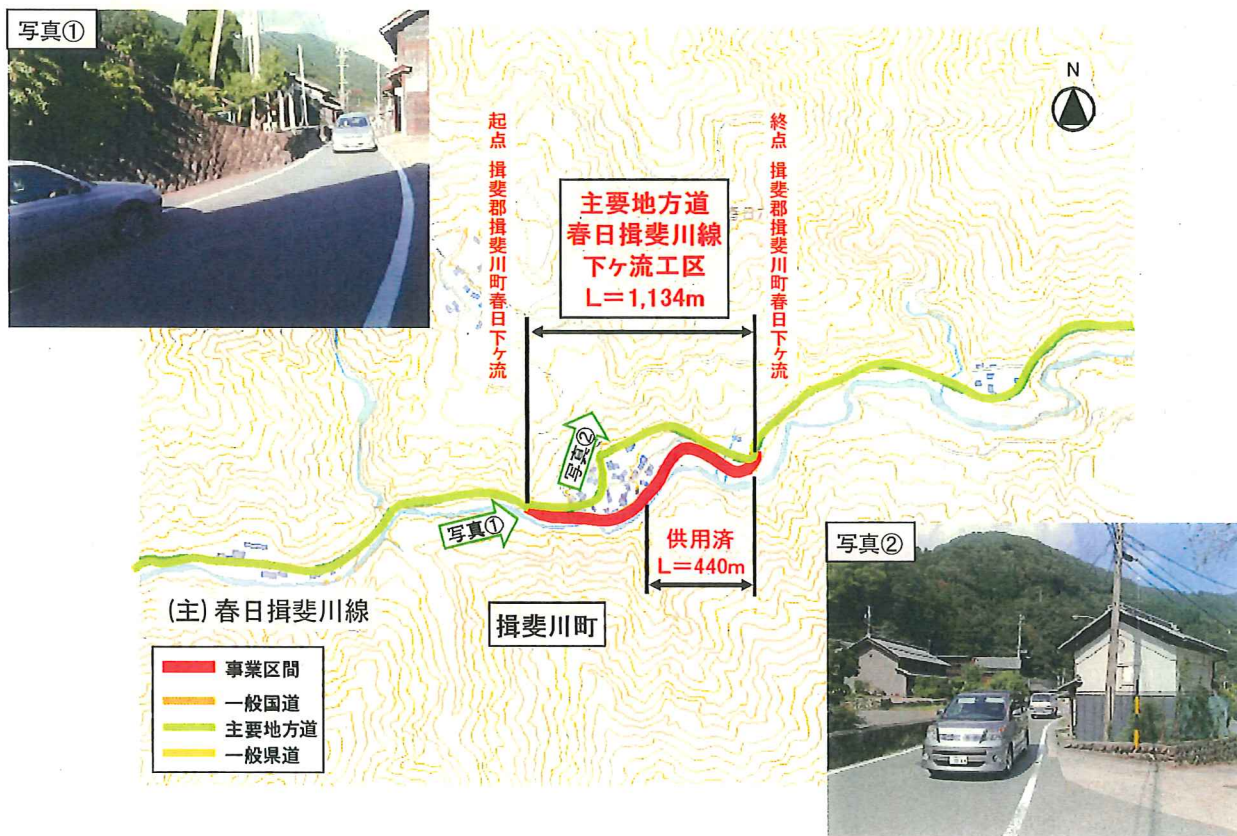 写真①
N
起点 揖斐郡揖斐川町春日下ヶ流
終点 揖斐郡揖斐川町春日下ヶ流
主要地方道
春日揖斐川線
下ヶ流工区
L=1,134m
写真②
写真①
供用済
L=440m
写真②
(主)春日揖斐川線
揖斐川町
事業区間
一般国道
主要地方道
一般県道